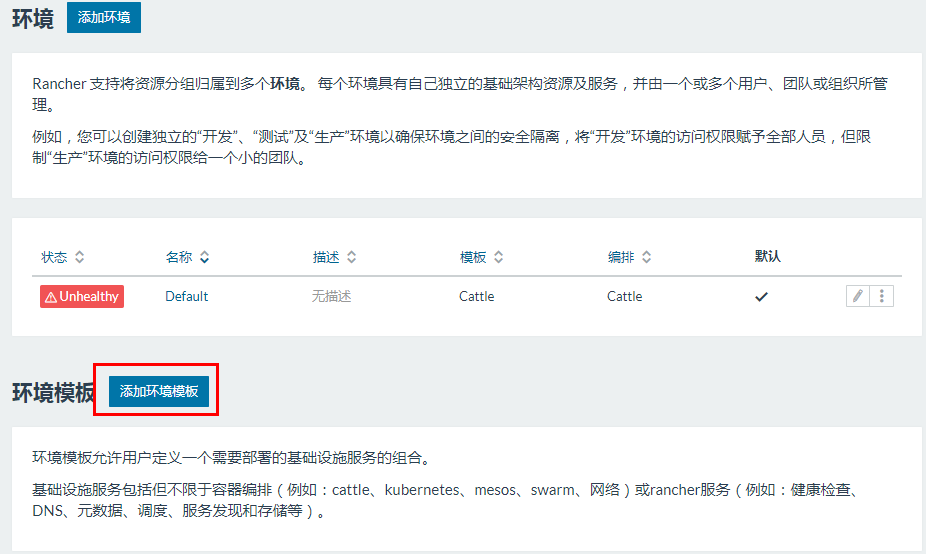 环境 添加环境
Rancher 支持将资源分组归属到多个环境。 每个环境具有自己独立的基础架构资源及服务，并由一个或多个用户、团队或组织所管
理。
例如，您可以创建独立的“开发”、“测试”及“生产”环境以确保环境之间的安全隔离，将“开发”环境的访问权限赋予全部人员，但限
制“生产”环境的访问权限给一个小的团队。
状态 名称 描述 模板 编排 默认
Unhealthy Default 无描述 Cattle Cattle
环境模板 添加环境模板
环境模板允许用户定义一个需要部署的基础设施服务的组合。
基础设施服务包括但不限于容器编排（例如：cattle、kubernetes、mesos、swarm、网络）或rancher服务（例如：健康检查、
DNS、元数据、调度、服务发现和存储等）。